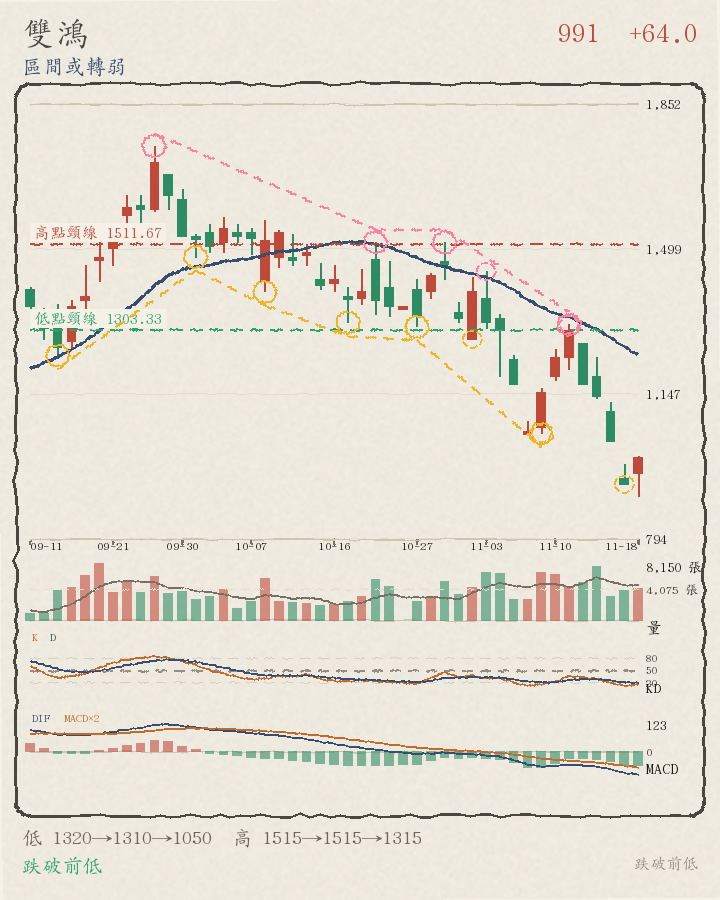 雙鴻
991 +64.0
區間或轉弱
1,852
高點頸線 1511.67
1,499
低點頸線 1303.33
1,147
794
09-11 09-21 09-30 10-07 10-16 10-27 11-03 11-10 11-18
8,150 張
4,075 張
量
K D
80
50
20
KD
DIF MACD×2
123
0
MACD
低 1320→1310→1050 高 1515→1515→1315
跌破前低
跌破前低